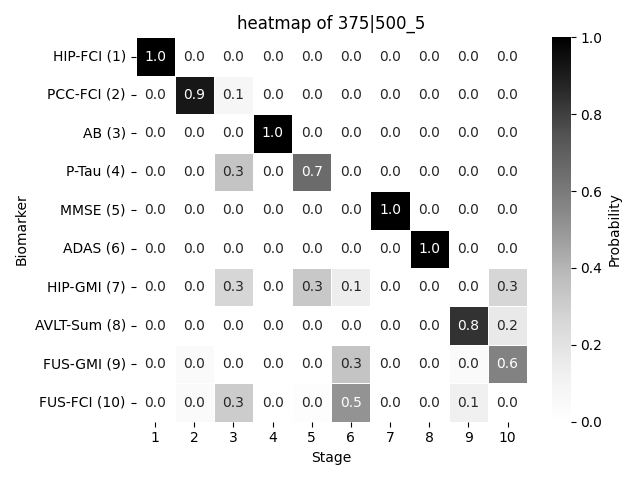 heatmap of 375|500_5
HIP-FCI (1) 1.0 0.0 0.0 0.0 0.0 0.0 0.0 0.0 0.0 0.0
PCC-FCI (2) 0.0 0.9 0.1 0.0 0.0 0.0 0.0 0.0 0.0 0.0
AB (3) 0.0 0.0 0.0 1.0 0.0 0.0 0.0 0.0 0.0 0.0
P-Tau (4) 0.0 0.0 0.3 0.0 0.7 0.0 0.0 0.0 0.0 0.0
MMSE (5) 0.0 0.0 0.0 0.0 0.0 0.0 1.0 0.0 0.0 0.0
ADAS (6) 0.0 0.0 0.0 0.0 0.0 0.0 0.0 1.0 0.0 0.0
HIP-GMI (7) 0.0 0.0 0.3 0.0 0.3 0.1 0.0 0.0 0.0 0.3
AVLT-Sum (8) 0.0 0.0 0.0 0.0 0.0 0.0 0.0 0.0 0.8 0.2
FUS-GMI (9) 0.0 0.0 0.0 0.0 0.0 0.3 0.0 0.0 0.0 0.6
FUS-FCI (10) 0.0 0.0 0.3 0.0 0.0 0.5 0.0 0.0 0.1 0.0
1 2 3 4 5 6 7 8 9 10
Stage
Biomarker
1.0
0.8
0.6
0.4
0.2
0.0
Probability